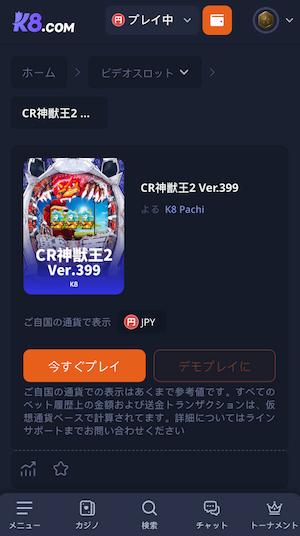 K8.COM
円 プレイ中
ホーム
ビデオスロット
CR神獣王2 ...
CR神獣王2
Ver.399
K8
CR神獣王2 Ver.399
よる K8 Pachi
ご自国の通貨で表示 円 JPY
今すぐプレイ
デモプレイに
ご自国の通貨での表示はあくまで参考値です。すべての
ベット履歴上の金額および送金トランザクションは、仮
想通貨ベースで計算されてます。詳細についてはライン
サポートまでお問い合わせください
メニュー
カジノ
検索
チャット
トーナメント